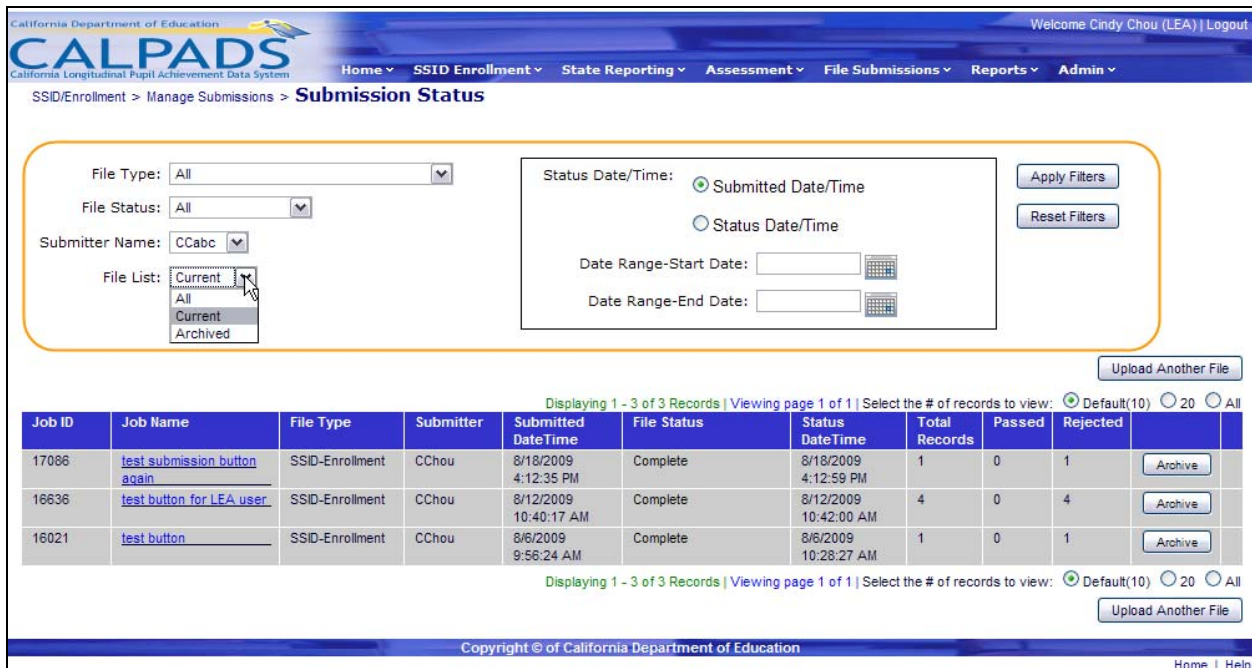 California Department of Education
Welcome Cindy Chou (LEA) | Logout
CALPADS
California Longitudinal Pupil Achievement Data System
Home SSID Enrollment State Reporting Assessment File Submissions Reports Admin
SSID/Enrollment > Manage Submissions > Submission Status
File Type: All
File Status: All
Submitter Name: CCabc
File List: Current
All
Current
Archived
Status Date/Time: Submitted Date/Time
Status Date/Time
Date Range-Start Date:
Date Range-End Date:
Apply Filters
Reset Filters
Upload Another File
Displaying 1 - 3 of 3 Records | Viewing page 1 of 1 | Select the # of records to view: Default(10) 20 All
Job ID Job Name File Type Submitter Submitted DateTime File Status Status DateTime Total Records Passed Rejected
17086 test submission button again SSID-Enrollment CChou 8/18/2009 4:12:35 PM Complete 8/18/2009 4:12:59 PM 1 0 1 Archive
16636 test button for LEA user SSID-Enrollment CChou 8/12/2009 10:40:17 AM Complete 8/12/2009 10:42:00 AM 4 0 4 Archive
16021 test button SSID-Enrollment CChou 8/6/2009 9:56:24 AM Complete 8/6/2009 10:28:27 AM 1 0 1 Archive
Displaying 1 - 3 of 3 Records | Viewing page 1 of 1 | Select the # of records to view: Default(10) 20 All
Upload Another File
Copyright © of California Department of Education
Home | Help